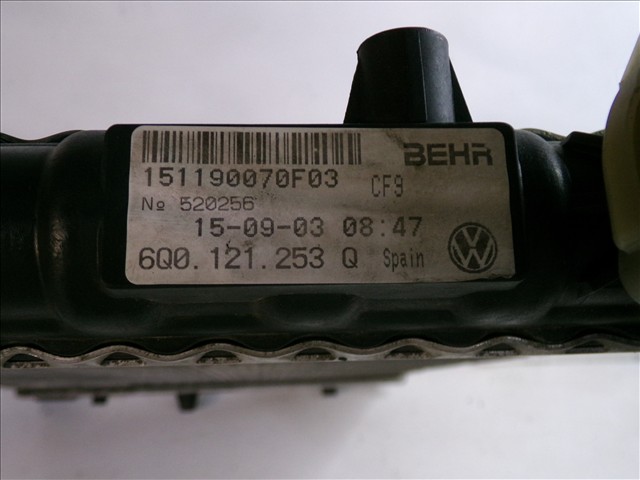 BEHR
151190070F03 CF9
№ 520256
15-09-03 08:47
6Q0.121.253 Q Spain